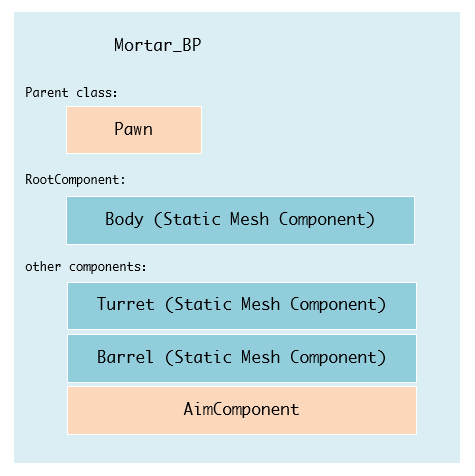 Mortar_BP
Parent class:
Pawn
RootComponent:
Body (Static Mesh Component)
other components:
Turret (Static Mesh Component)
Barrel (Static Mesh Component)
AimComponent